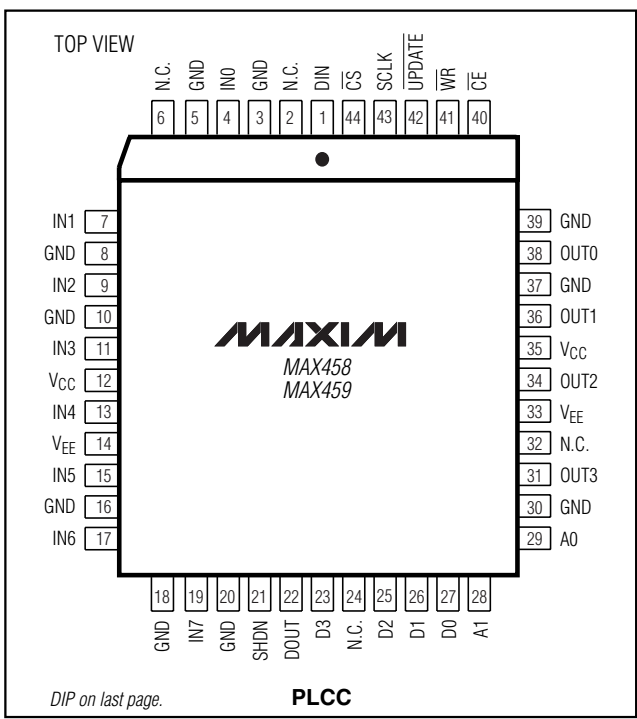 TOP VIEW
N.C. GND IN0 GND N.C. DIN C̅S̅ SCLK U̅P̅D̅A̅T̅E̅ W̅R̅ C̅E̅
6 5 4 3 2 1 44 43 42 41 40
IN1 7
GND 8
IN2 9
GND 10
IN3 11
VCC 12
IN4 13
VEE 14
IN5 15
GND 16
IN6 17
MAXIM
MAX458
MAX459
39 GND
38 OUT0
37 GND
36 OUT1
35 VCC
34 OUT2
33 VEE
32 N.C.
31 OUT3
30 GND
29 A0
18 19 20 21 22 23 24 25 26 27 28
GND IN7 GND SHDN DOUT D3 N.C. D2 D1 D0 A1
DIP on last page.
PLCC